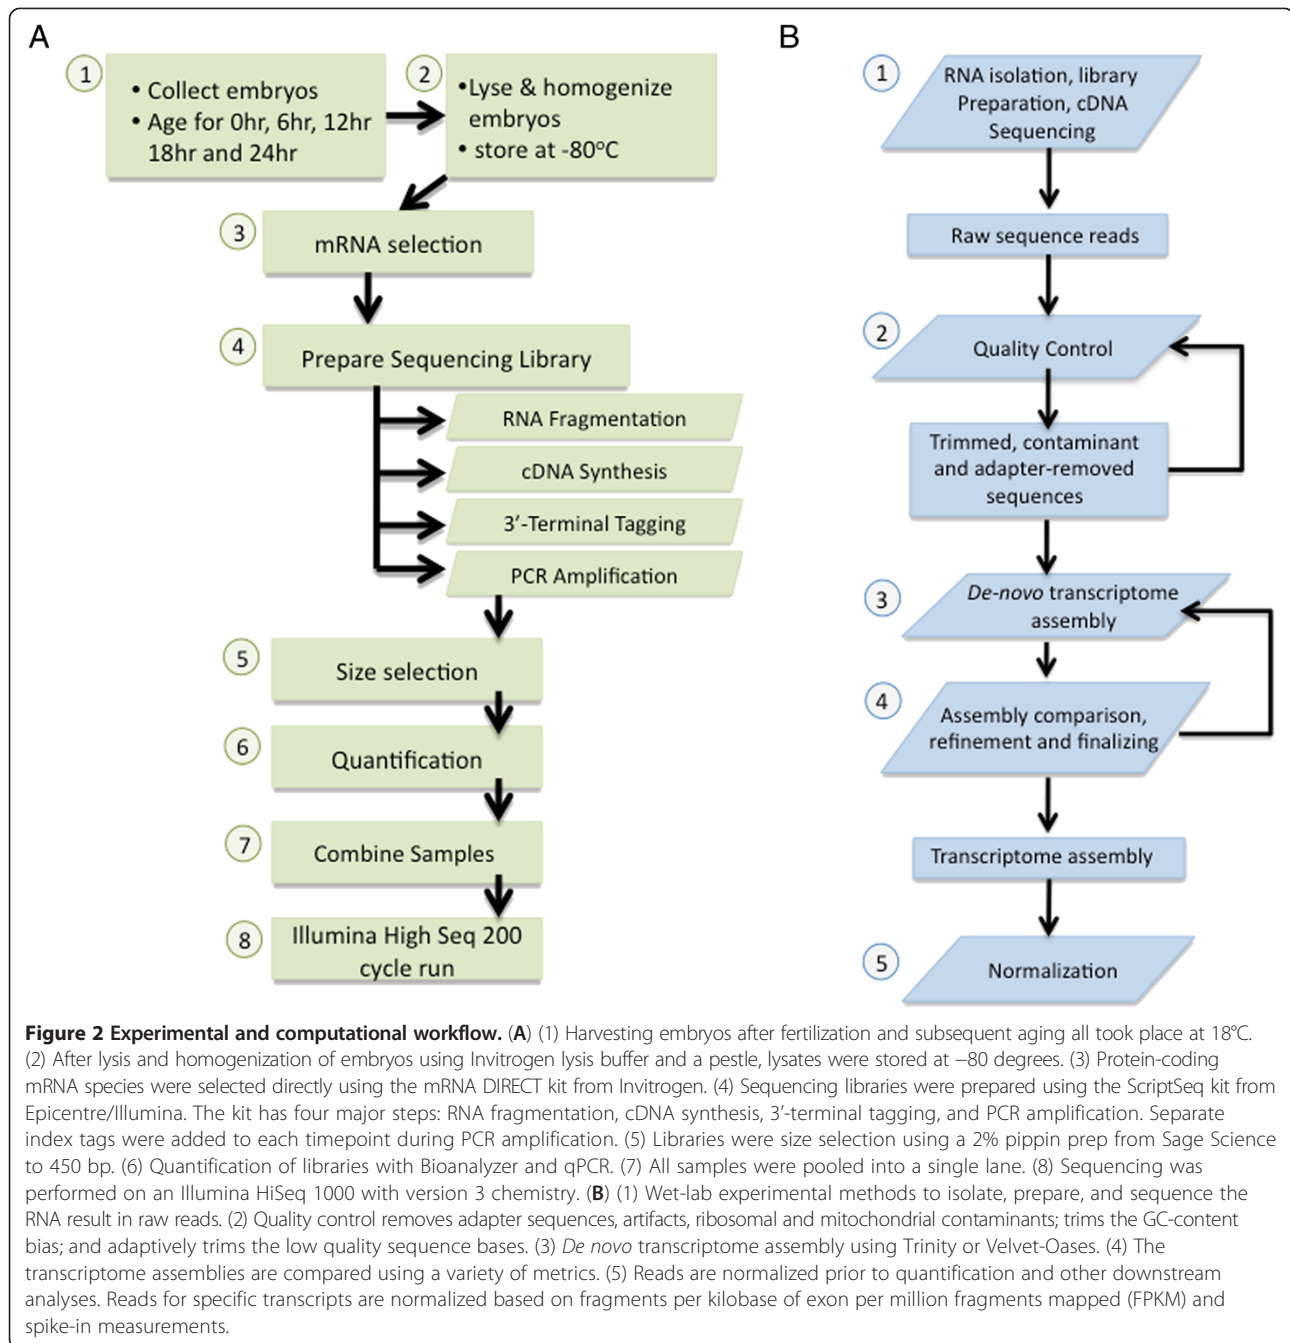 A
1
• Collect embryos
• Age for 0hr, 6hr, 12hr
18hr and 24hr
2
•Lyse & homogenize
embryos
• store at -80°C
3
mRNA selection
4
Prepare Sequencing Library
RNA Fragmentation
cDNA Synthesis
3’-Terminal Tagging
PCR Amplification
5
Size selection
6
Quantification
7
Combine Samples
8
Illumina High Seq 200
cycle run
B
1
RNA isolation, library
Preparation, cDNA
Sequencing
Raw sequence reads
2
Quality Control
Trimmed, contaminant
and adapter-removed
sequences
3
De-novo transcriptome
assembly
4
Assembly comparison,
refinement and finalizing
Transcriptome assembly
5
Normalization
Figure 2 Experimental and computational workflow. (A) (1) Harvesting embryos after fertilization and subsequent aging all took place at 18°C.
(2) After lysis and homogenization of embryos using Invitrogen lysis buffer and a pestle, lysates were stored at −80 degrees. (3) Protein-coding
mRNA species were selected directly using the mRNA DIRECT kit from Invitrogen. (4) Sequencing libraries were prepared using the ScriptSeq kit from
Epicentre/Illumina. The kit has four major steps: RNA fragmentation, cDNA synthesis, 3’-terminal tagging, and PCR amplification. Separate
index tags were added to each timepoint during PCR amplification. (5) Libraries were size selection using a 2% pippin prep from Sage Science
to 450 bp. (6) Quantification of libraries with Bioanalyzer and qPCR. (7) All samples were pooled into a single lane. (8) Sequencing was
performed on an Illumina HiSeq 1000 with version 3 chemistry. (B) (1) Wet-lab experimental methods to isolate, prepare, and sequence the
RNA result in raw reads. (2) Quality control removes adapter sequences, artifacts, ribosomal and mitochondrial contaminants; trims the GC-content
bias; and adaptively trims the low quality sequence bases. (3) De novo transcriptome assembly using Trinity or Velvet-Oases. (4) The
transcriptome assemblies are compared using a variety of metrics. (5) Reads are normalized prior to quantification and other downstream
analyses. Reads for specific transcripts are normalized based on fragments per kilobase of exon per million fragments mapped (FPKM) and
spike-in measurements.